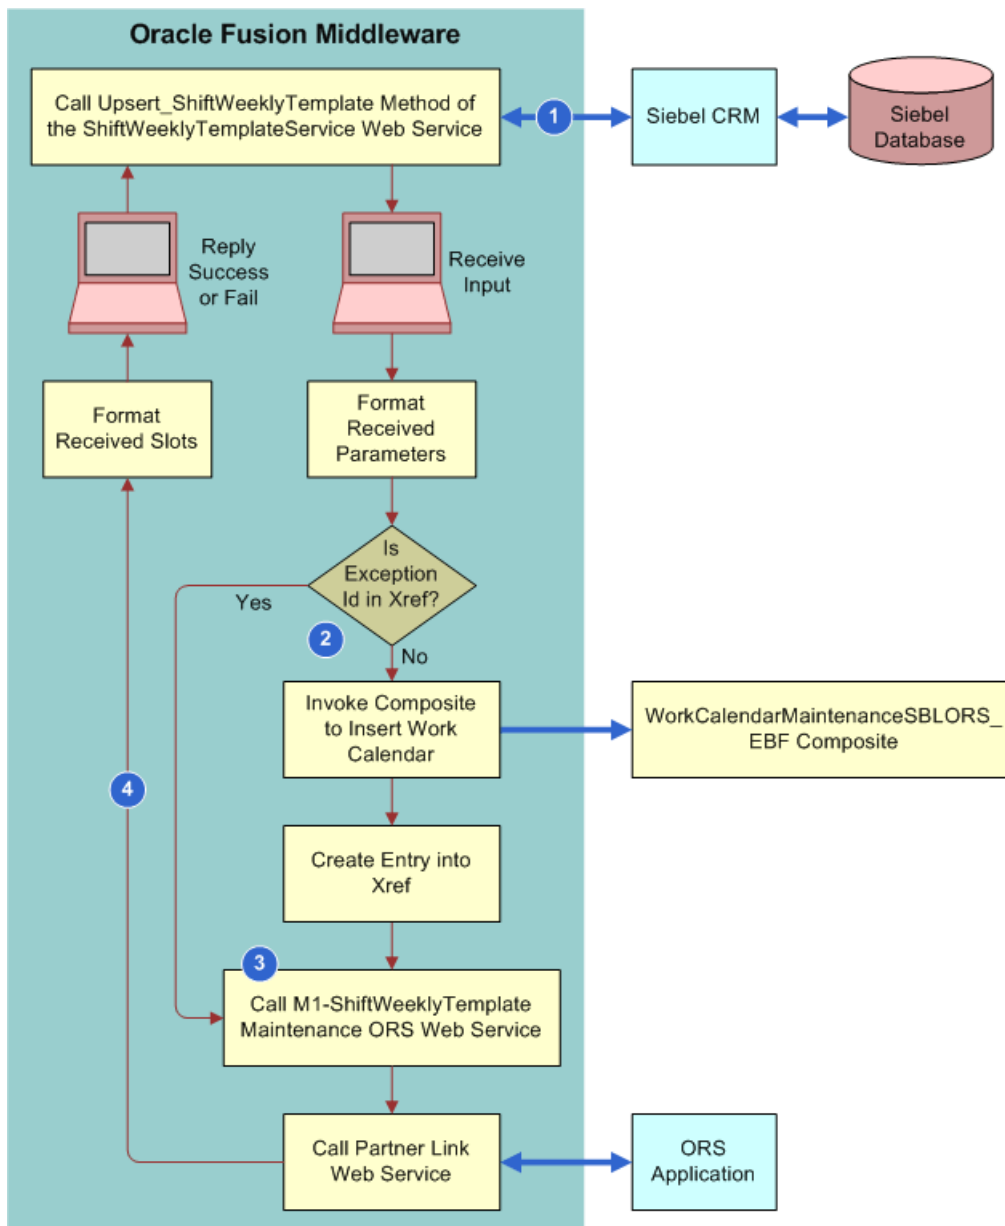 Oracle Fusion Middleware
Call Upsert_ShiftWeeklyTemplate Method of
the ShiftWeeklyTemplateService Web Service
1
Siebel CRM
Siebel
Database
Reply
Success
or Fail
Receive
Input
Format
Received Slots
Format
Received
Parameters
Is
Exception
Id in Xref?
Yes
2
No
Invoke Composite
to Insert Work
Calendar
WorkCalendarMaintenanceSBLORS_
EBF Composite
4
Create Entry into
Xref
3
Call M1-ShiftWeeklyTemplate
Maintenance ORS Web Service
Call Partner Link
Web Service
ORS
Application